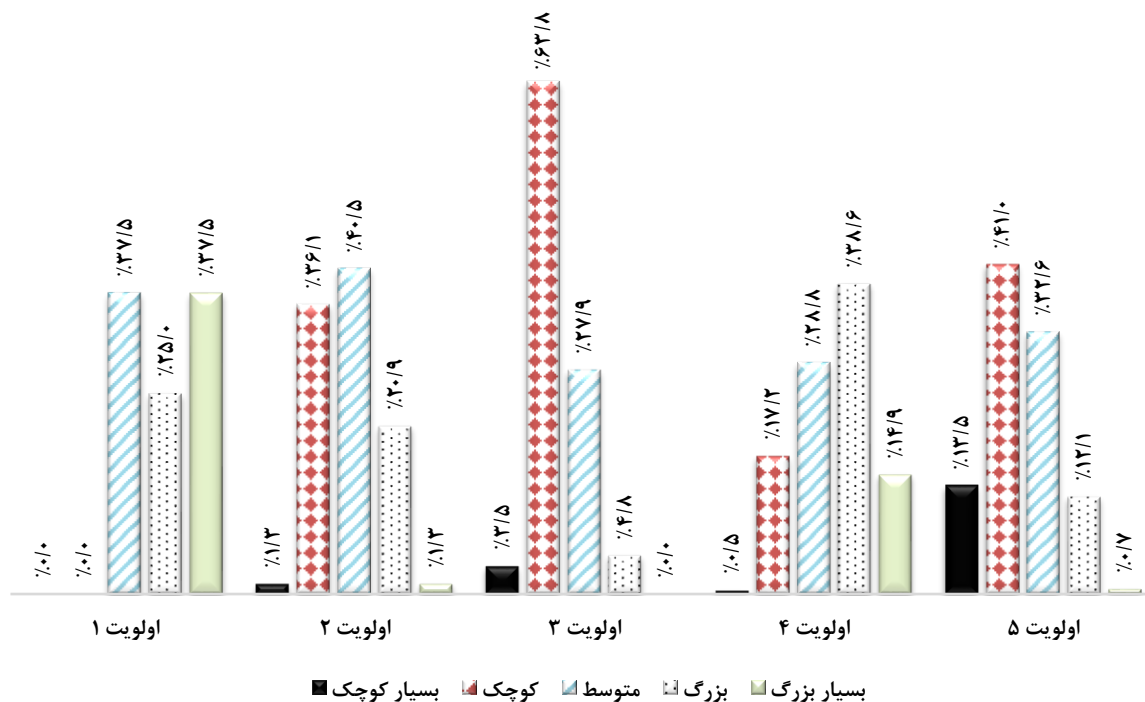 ٪۰/۰
٪۰/۰
٪۳۷/۵
٪۲۵/۰
٪۳۷/۵
٪۱/۳
٪۳۶/۱
٪۴۰/۵
٪۲۰/۹
٪۱/۳
٪۳/۵
٪۶۳/۸
٪۲۷/۹
٪۴/۸
٪۰/۰
٪۰/۵
٪۱۷/۲
٪۲۸/۸
٪۳۸/۶
٪۱۴/۹
٪۱۳/۵
٪۴۱/۰
٪۳۲/۶
٪۱۲/۱
٪۰/۷
اولویت ۱
اولویت ۲
اولویت ۳
اولویت ۴
اولویت ۵
بسیار کوچک
کوچک
متوسط
بزرگ
بسیار بزرگ